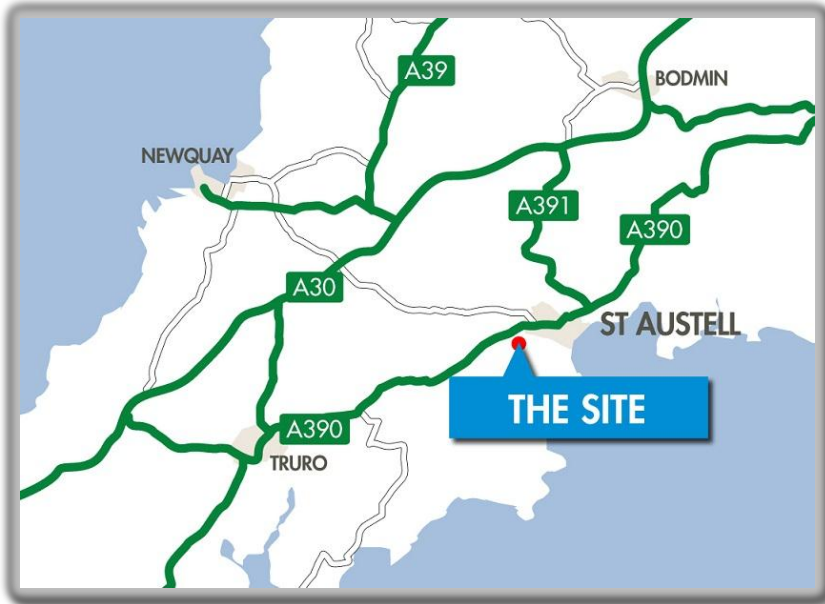 A39
BODMIN
NEWQUAY
A391
A390
A30
ST AUSTELL
THE SITE
A390
TRURO